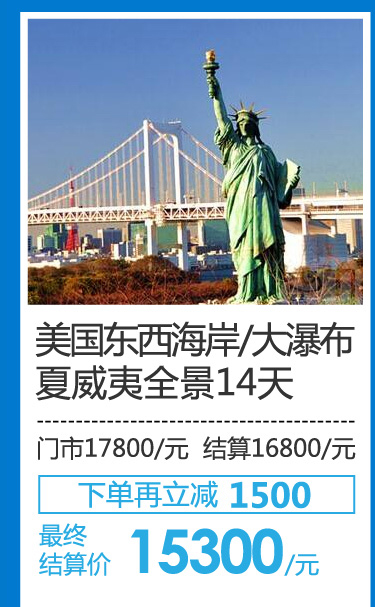 美国东西海岸/大瀑布
夏威夷全景14天
门市17800/元 结算16800/元
下单再立减 1500
最终
结算价 15300/元